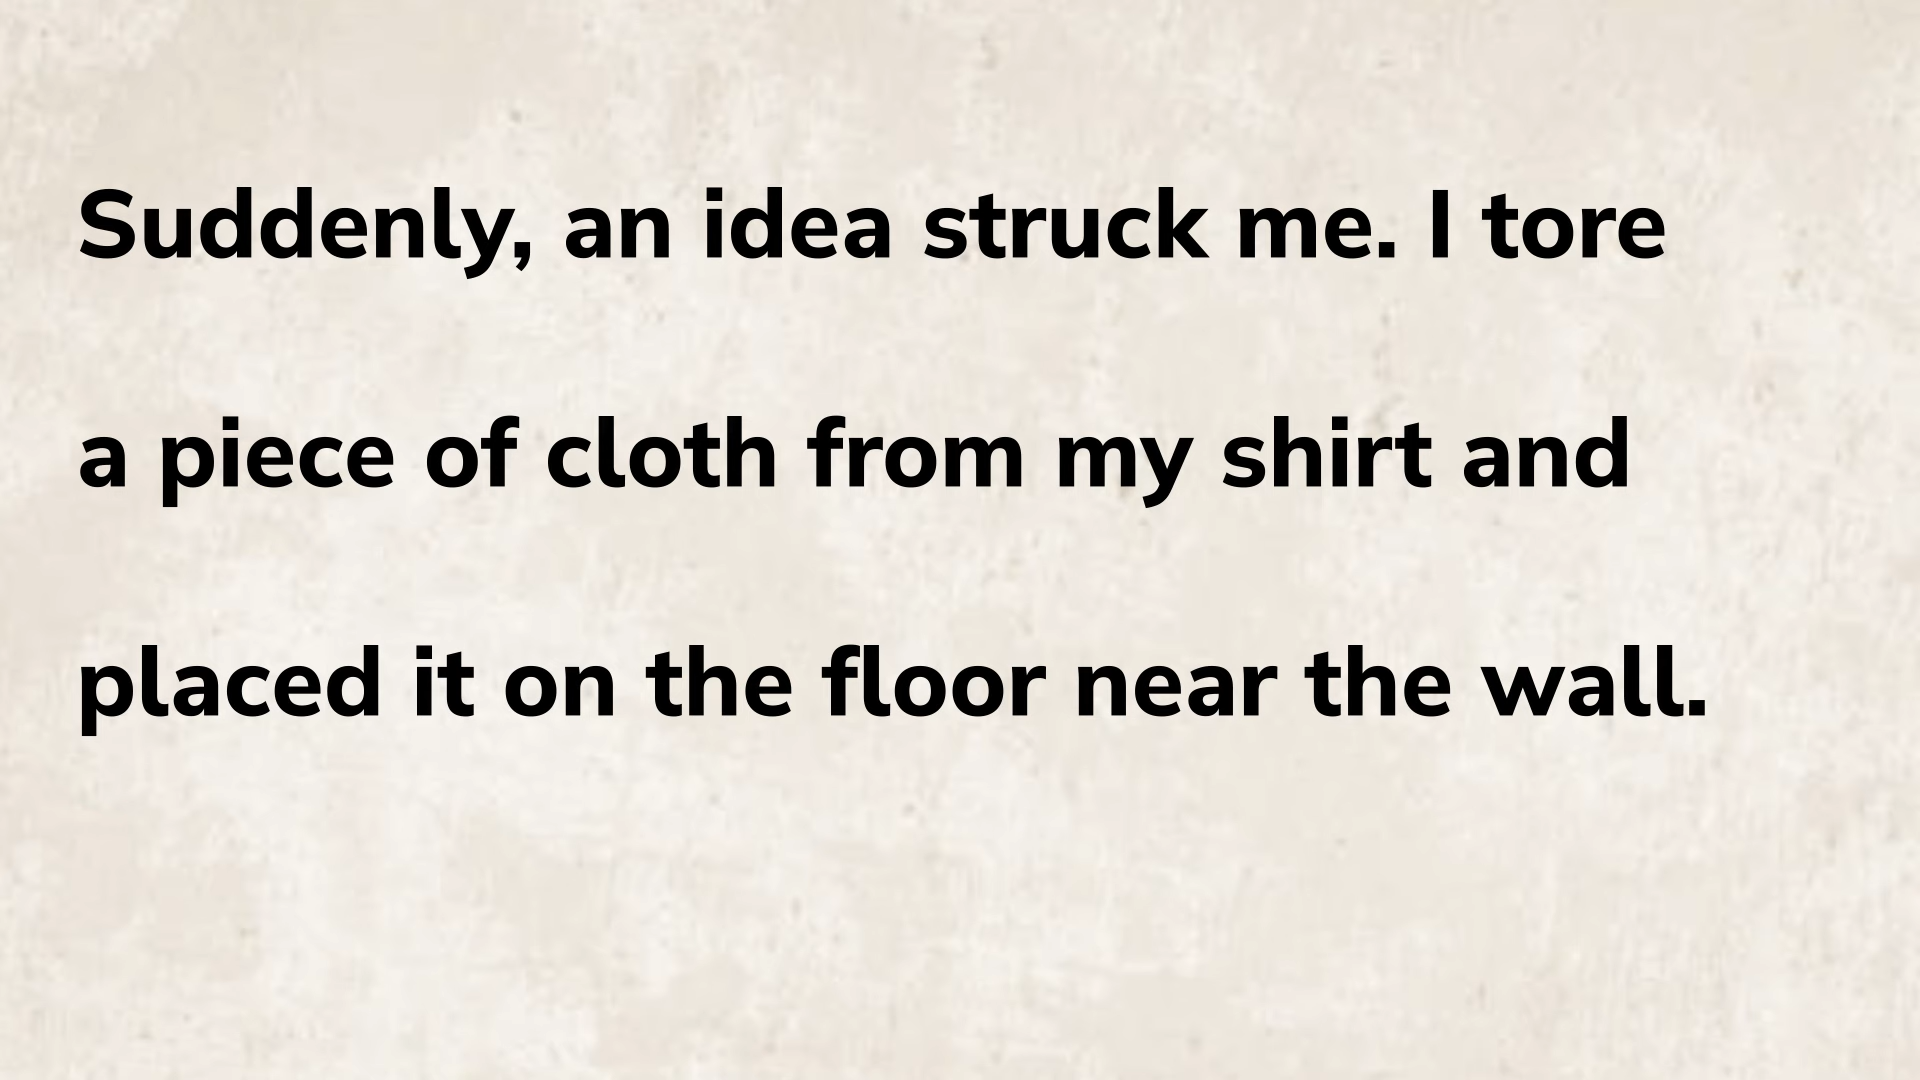 Suddenly, an idea struck me. I tore
a piece of cloth from my shirt and
placed it on the floor near the wall.